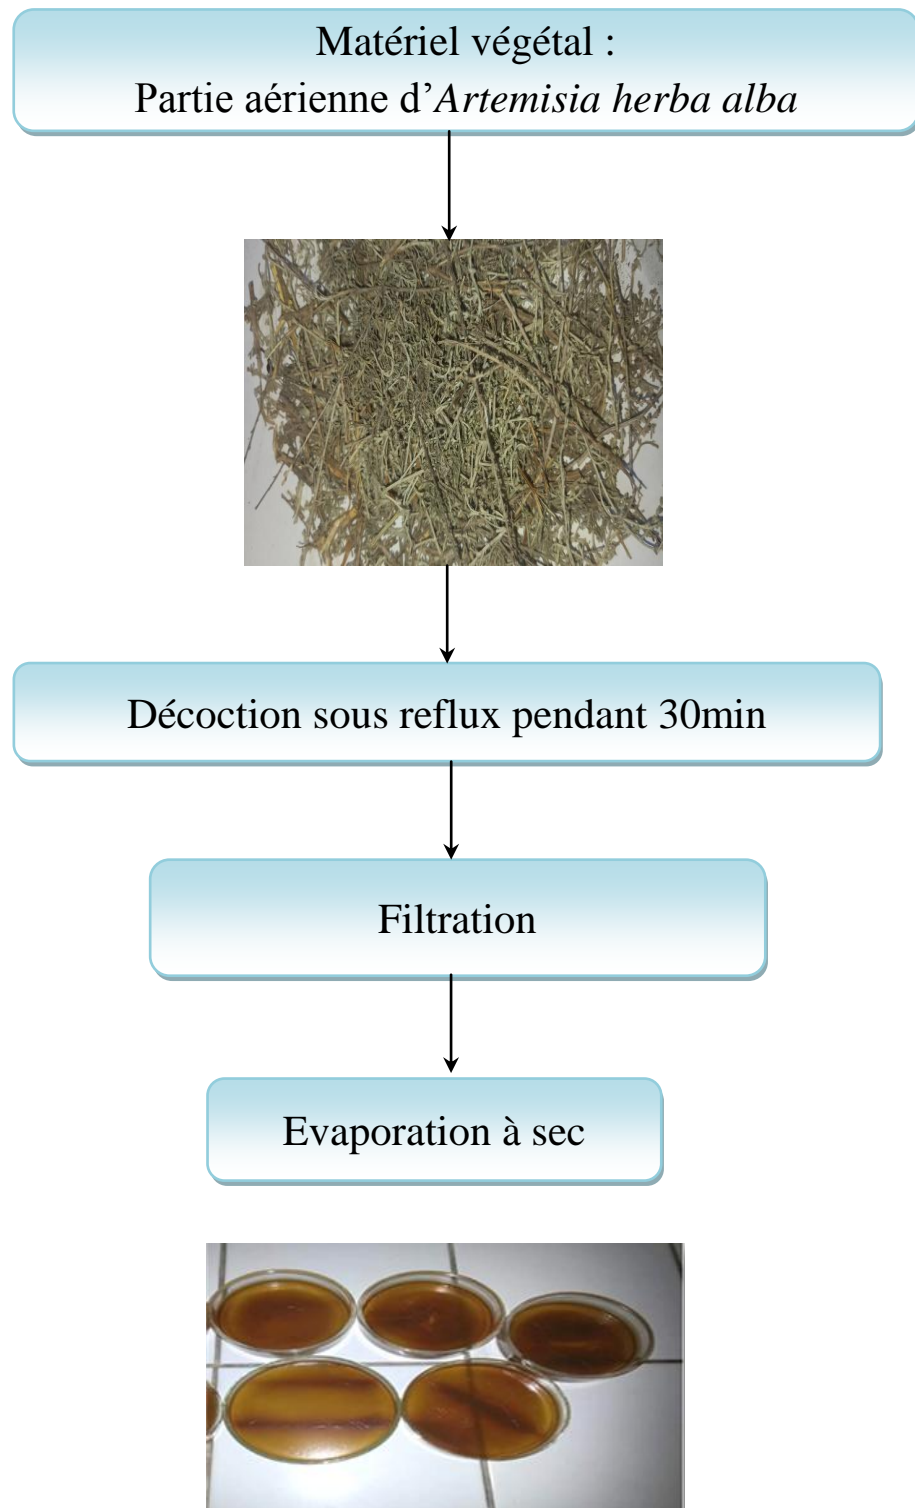 Matériel végétal :
Partie aérienne d’Artemisia herba alba
Décoction sous reflux pendant 30min
Filtration
Evaporation à sec